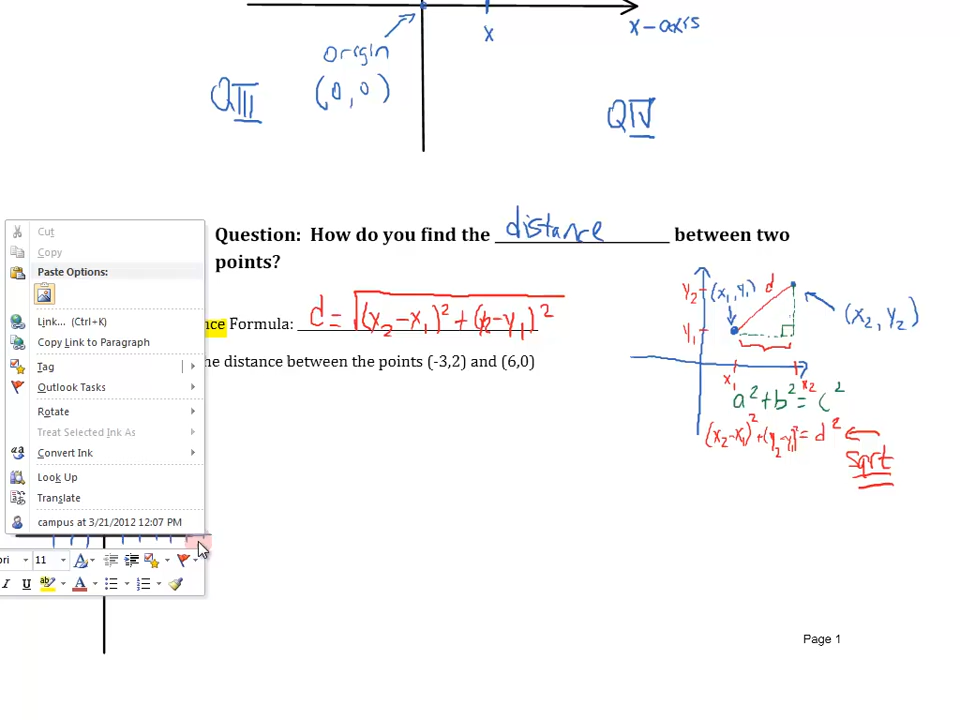 x
x-axis
origin
(0,0)
QIII
QIV
Question: How do you find the distance between two
points?
nce Formula: d = √(x₂-x₁)²+(y₂-y₁)²
he distance between the points (-3,2) and (6,0)
y₂
(x₁,y₁)
d
(x₂,y₂)
y₁
x₁
x₂
a²+b²=c²
(x₂-x₁)²+(y₂-y₁)²=d²
Sqrt
Cut
Copy
Paste Options:
Link... (Ctrl+K)
Copy Link to Paragraph
Tag
Outlook Tasks
Rotate
Treat Selected Ink As
Convert Ink
Look Up
Translate
campus at 3/21/2012 12:07 PM
bri 11
I U ab A
Page 1